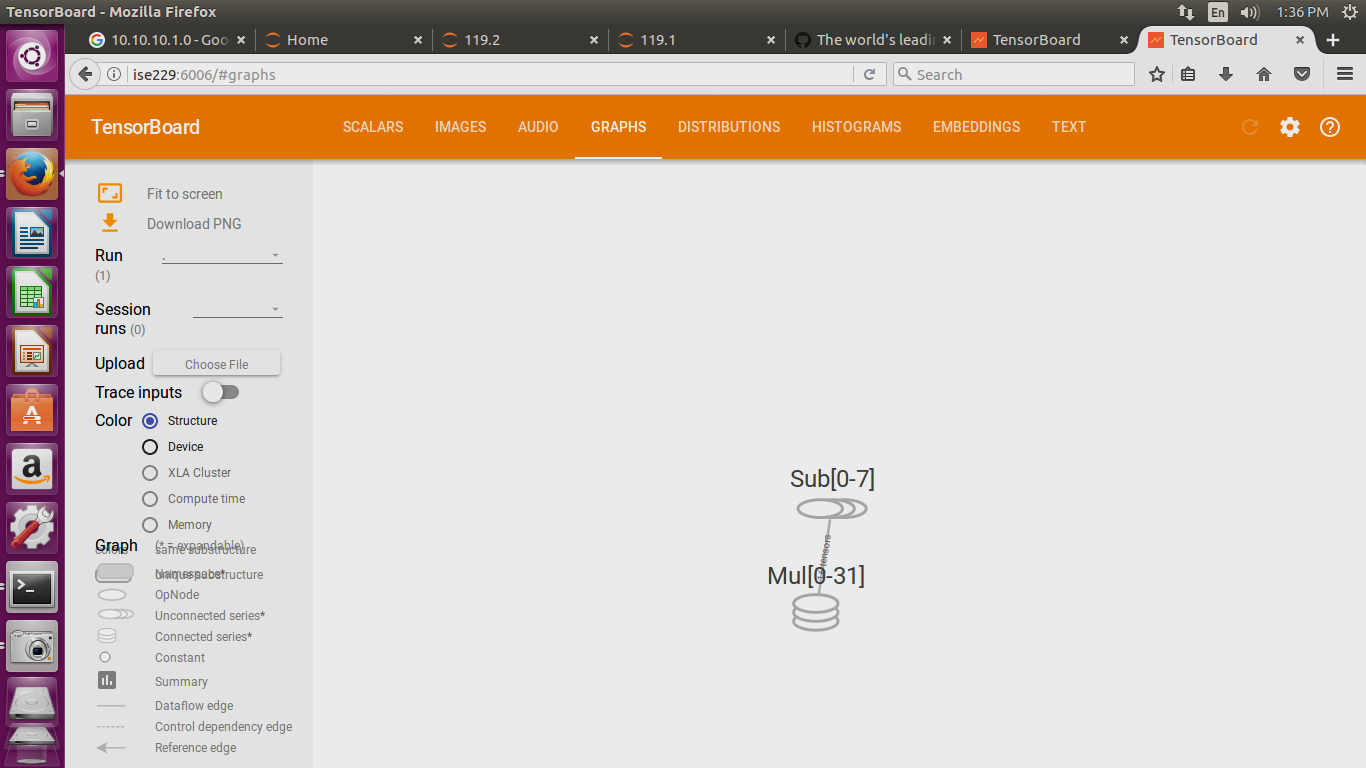 TensorBoard - Mozilla Firefox
En
1:36 PM
10.10.10.1.0 - Goo
Home
119.2
119.1
The world's leadi
TensorBoard
TensorBoard
ise229:6006/#graphs
Search
TensorBoard
SCALARS
IMAGES
AUDIO
GRAPHS
DISTRIBUTIONS
HISTOGRAMS
EMBEDDINGS
TEXT
Fit to screen
Download PNG
Run
(1)
.
Session
runs (0)
Upload
Choose File
Trace inputs
Color
Structure
Device
XLA Cluster
Compute time
Memory
Graph
(* = expandable)
colors
same substructure
Namespace*
unique substructure
OpNode
Unconnected series*
Connected series*
Constant
Summary
Dataflow edge
Control dependency edge
Reference edge
Sub[0-7]
tensors
Mul[0-31]